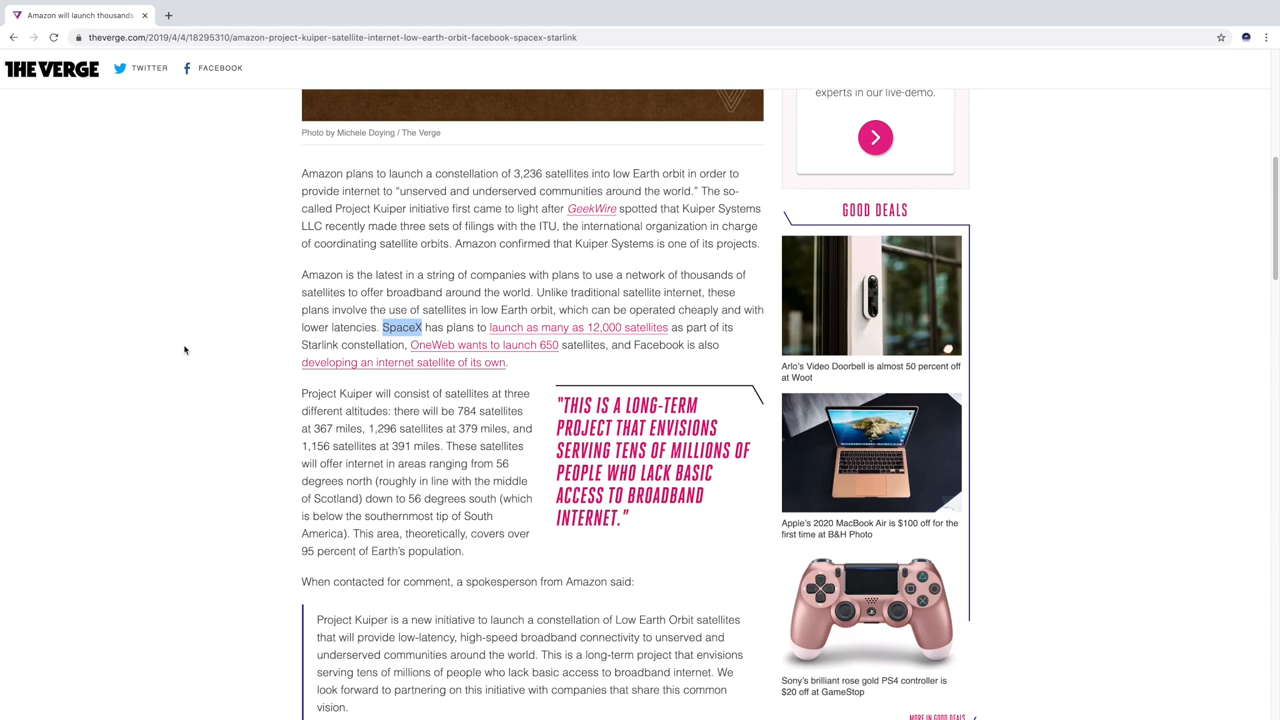 Amazon will launch thousands
theverge.com/2019/4/4/18295310/amazon-project-kuiper-satellite-internet-low-earth-orbit-facebook-spacex-starlink
THE VERGE
TWITTER
FACEBOOK
Photo by Michele Doying / The Verge
Amazon plans to launch a constellation of 3,236 satellites into low Earth orbit in order to
provide internet to “unserved and underserved communities around the world.” The so-
called Project Kuiper initiative first came to light after GeekWire spotted that Kuiper Systems
LLC recently made three sets of filings with the ITU, the international organization in charge
of coordinating satellite orbits. Amazon confirmed that Kuiper Systems is one of its projects.
Amazon is the latest in a string of companies with plans to use a network of thousands of
satellites to offer broadband around the world. Unlike traditional satellite internet, these
plans involve the use of satellites in low Earth orbit, which can be operated cheaply and with
lower latencies. SpaceX has plans to launch as many as 12,000 satellites as part of its
Starlink constellation, OneWeb wants to launch 650 satellites, and Facebook is also
developing an internet satellite of its own.
Project Kuiper will consist of satellites at three
different altitudes: there will be 784 satellites
at 367 miles, 1,296 satellites at 379 miles, and
1,156 satellites at 391 miles. These satellites
will offer internet in areas ranging from 56
degrees north (roughly in line with the middle
of Scotland) down to 56 degrees south (which
is below the southernmost tip of South
America). This area, theoretically, covers over
95 percent of Earth’s population.
"THIS IS A LONG-TERM
PROJECT THAT ENVISIONS
SERVING TENS OF MILLIONS OF
PEOPLE WHO LACK BASIC
ACCESS TO BROADBAND
INTERNET."
When contacted for comment, a spokesperson from Amazon said:
Project Kuiper is a new initiative to launch a constellation of Low Earth Orbit satellites
that will provide low-latency, high-speed broadband connectivity to unserved and
underserved communities around the world. This is a long-term project that envisions
serving tens of millions of people who lack basic access to broadband internet. We
look forward to partnering on this initiative with companies that share this common
vision.
experts in our live-demo.
GOOD DEALS
Arlo’s Video Doorbell is almost 50 percent off
at Woot
Apple’s 2020 MacBook Air is $100 off for the
first time at B&H Photo
Sony’s brilliant rose gold PS4 controller is
$20 off at GameStop
MORE IN GOOD DEALS